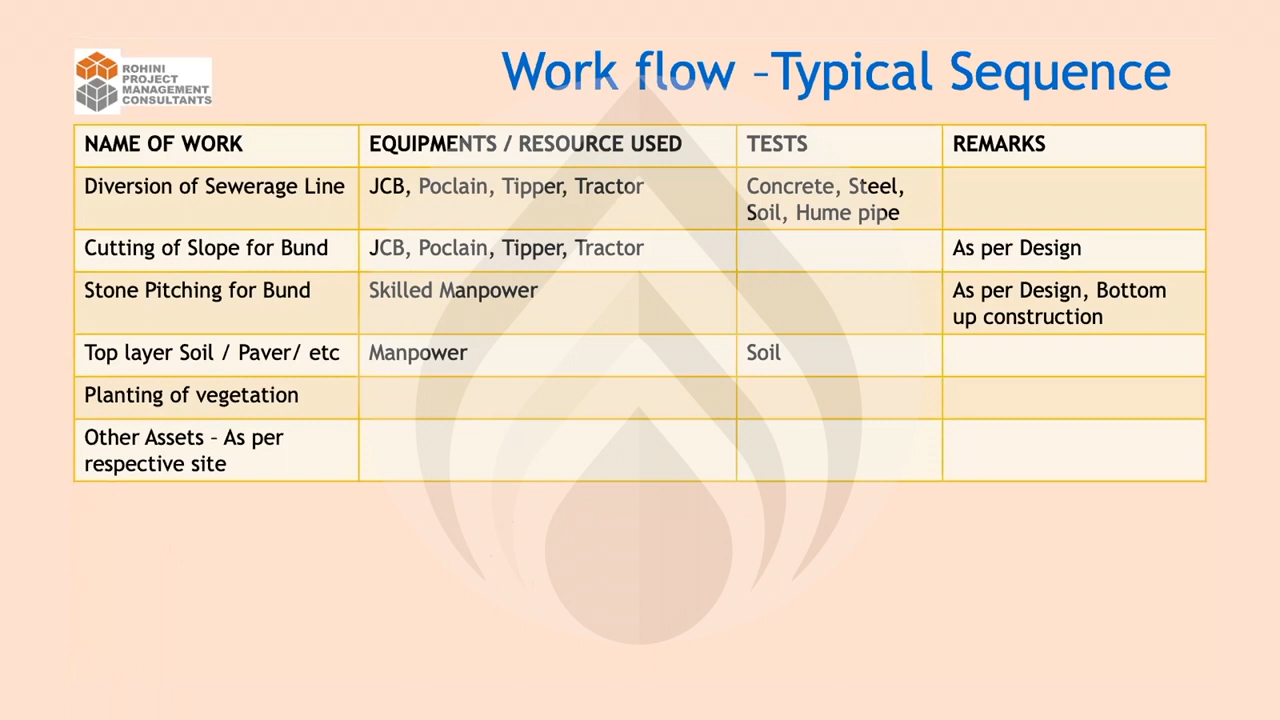 ROHINI
PROJECT
MANAGEMENT
CONSULTANTS
Work flow –Typical Sequence
NAME OF WORK EQUIPMENTS / RESOURCE USED TESTS REMARKS
Diversion of Sewerage Line JCB, Poclain, Tipper, Tractor Concrete, Steel,
Soil, Hume pipe
Cutting of Slope for Bund JCB, Poclain, Tipper, Tractor As per Design
Stone Pitching for Bund Skilled Manpower As per Design, Bottom
up construction
Top layer Soil / Paver/ etc Manpower Soil
Planting of vegetation
Other Assets – As per
respective site